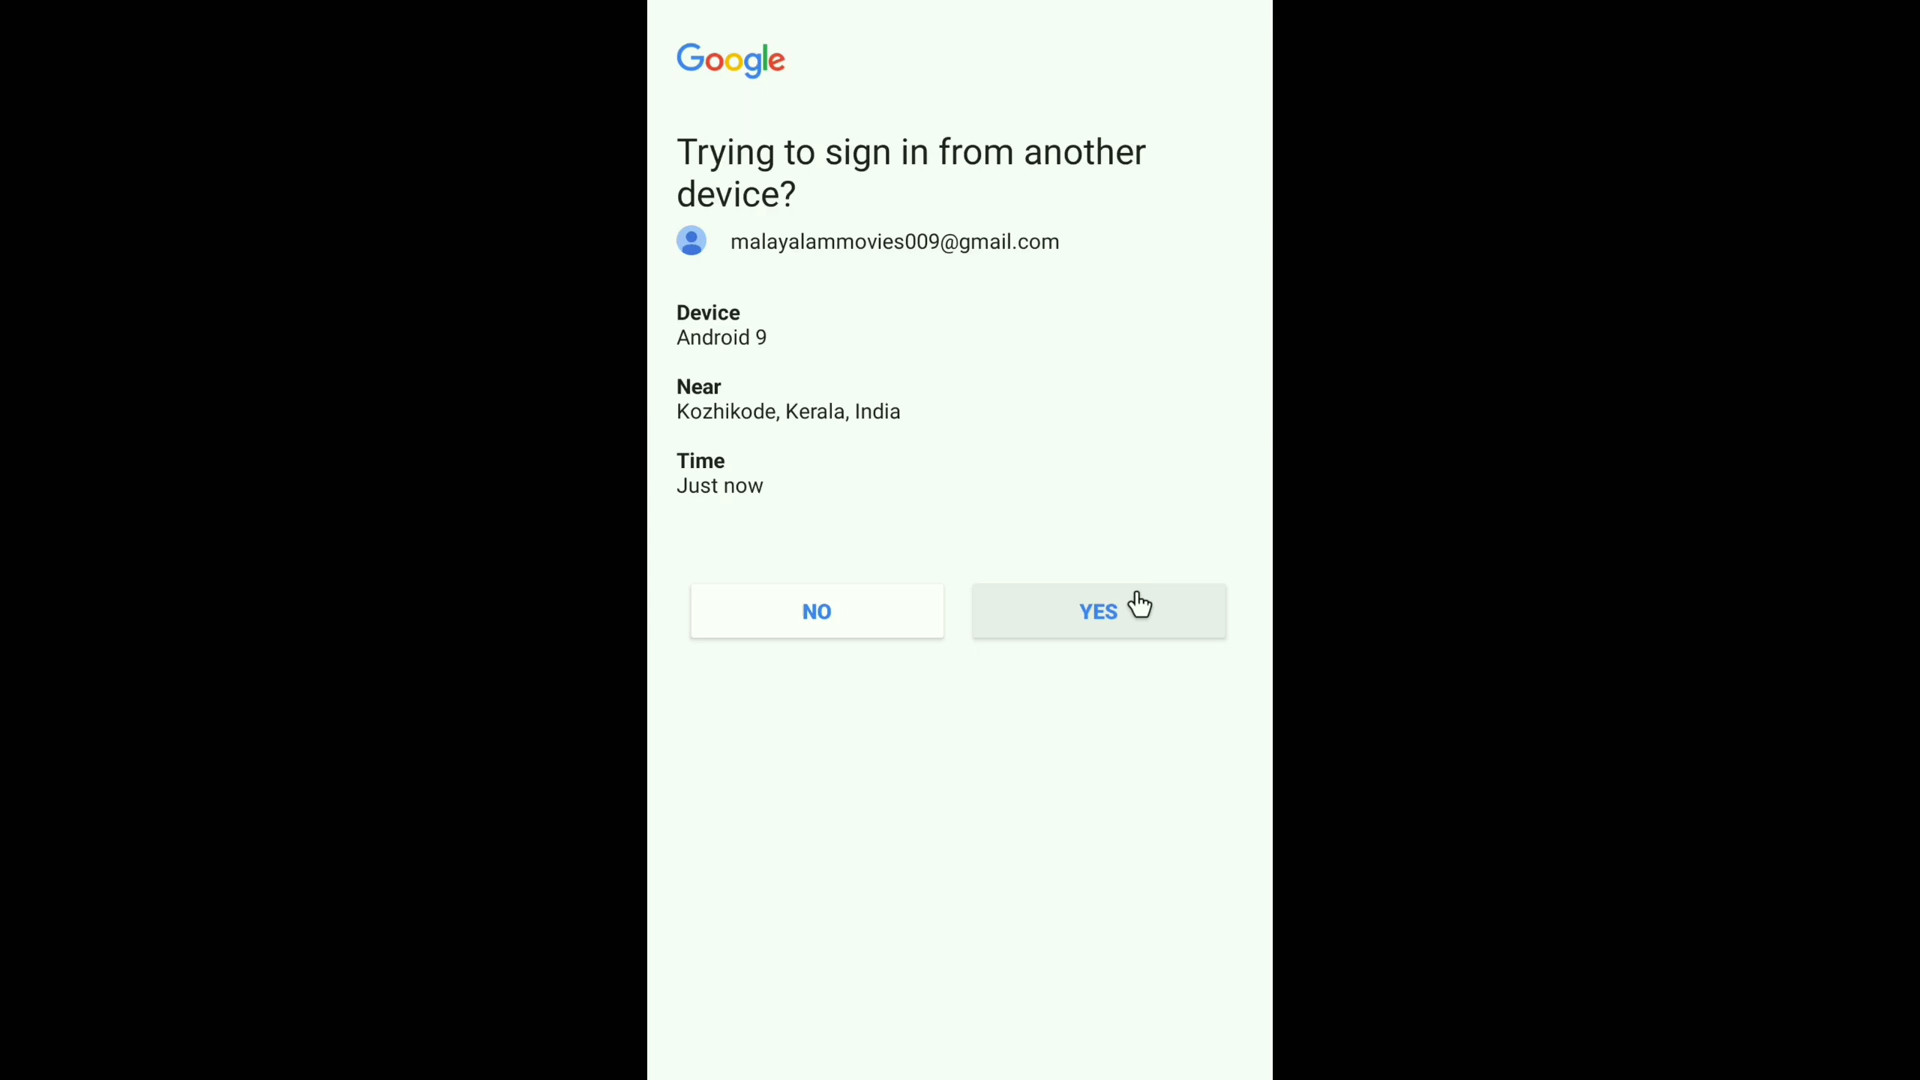 Google
Trying to sign in from another
device?
malayalammovies009@gmail.com
Device
Android 9
Near
Kozhikode, Kerala, India
Time
Just now
NO
YES